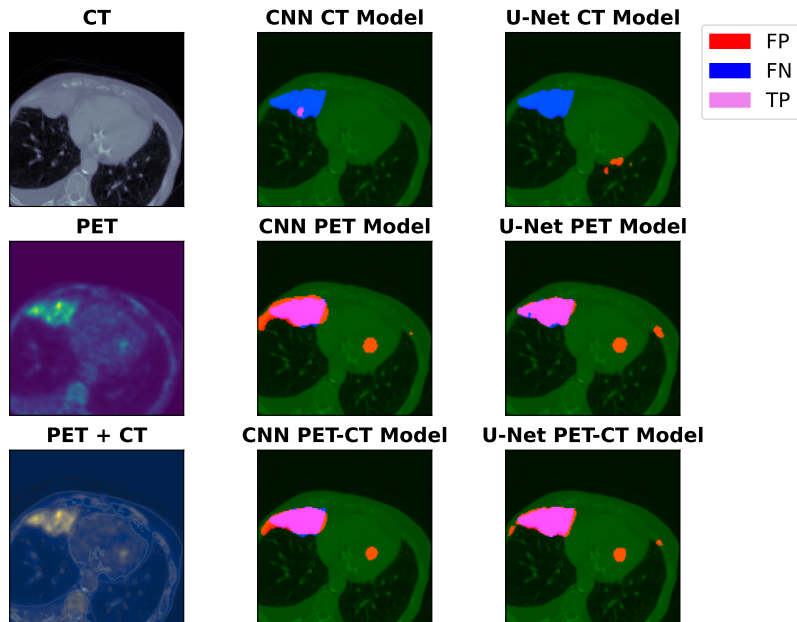 CT
CNN CT Model
U-Net CT Model
FP
FN
TP
PET
CNN PET Model
U-Net PET Model
PET + CT
CNN PET-CT Model
U-Net PET-CT Model